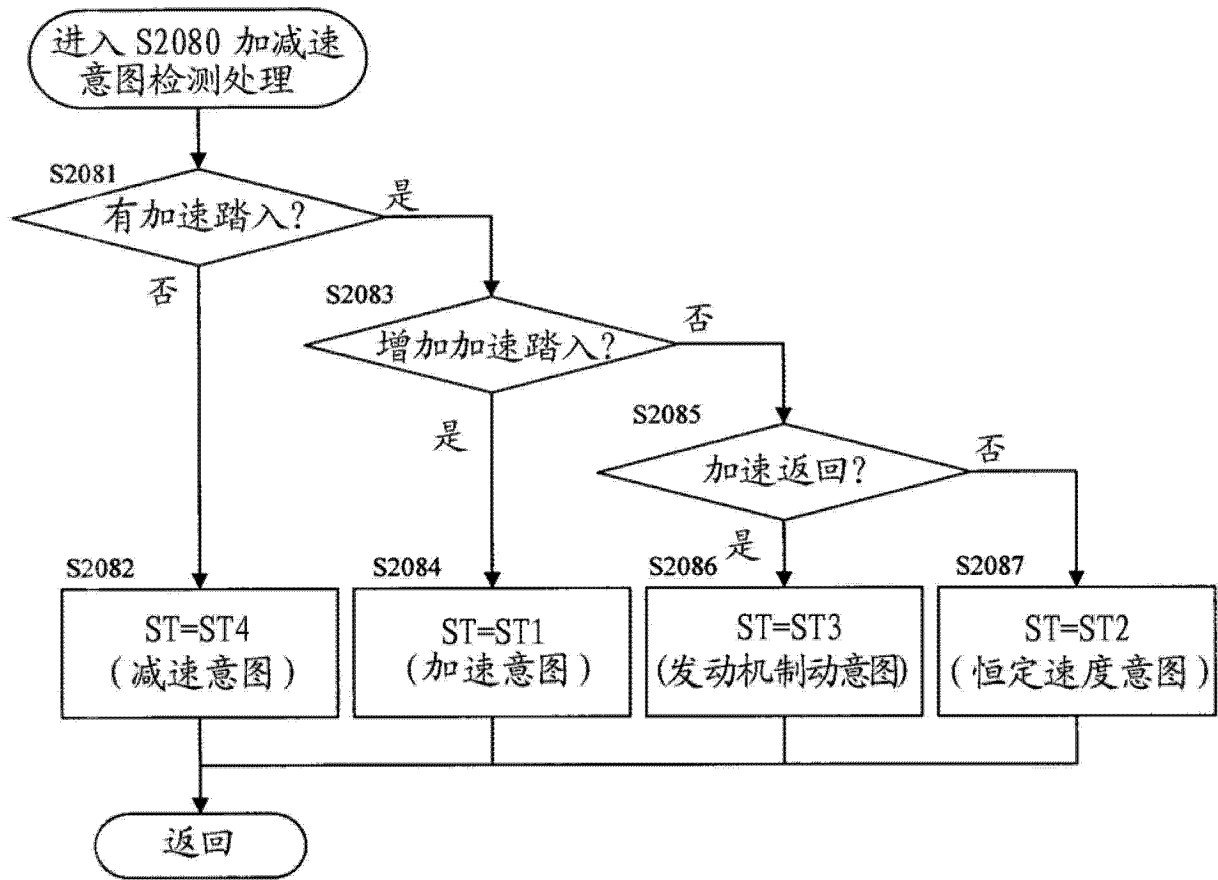 进入 S2080 加减速
意图检测处理
S2081
有加速踏入?
是
否
S2083
增加加速踏入?
否
是
S2085
加速返回?
否
是
S2082
ST=ST4
(减速意图)
S2084
ST=ST1
(加速意图)
S2086
ST=ST3
(发动机制动意图)
S2087
ST=ST2
(恒定速度意图)
返回